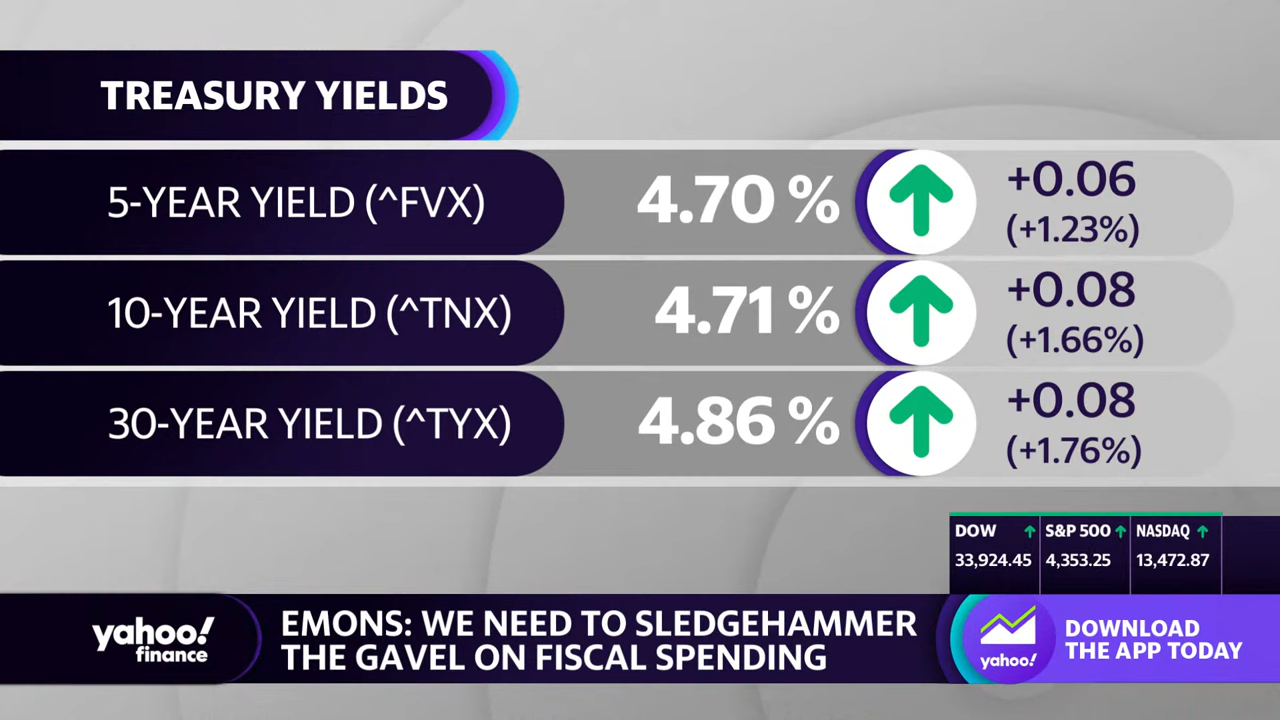 TREASURY YIELDS
5-YEAR YIELD (^FVX) 4.70 % +0.06
(+1.23%)
10-YEAR YIELD (^TNX) 4.71 % +0.08
(+1.66%)
30-YEAR YIELD (^TYX) 4.86 % +0.08
(+1.76%)
DOW S&P 500 NASDAQ
33,924.45 4,353.25 13,472.87
yahoo!
finance
EMONS: WE NEED TO SLEDGEHAMMER
THE GAVEL ON FISCAL SPENDING
yahoo!
DOWNLOAD
THE APP TODAY